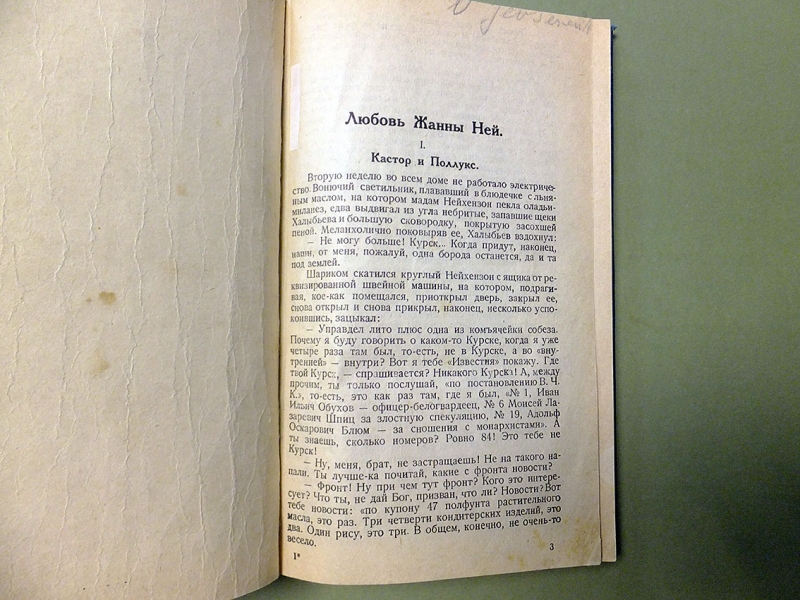 Любовь Жанны Ней.
I.
Кастор и Поллукс.
Вторую неделю во всем доме не работало электриче-
ство. Вонючий светильник, плававший в блюдечке с льня-
ным маслом, на котором мадам Нейхензон пекла оладьи-
миланез, едва выдвигал из угла небритые, запавшие щеки
Халыбьева и большую сковородку, покрытую засохшей
пеной. Меланхолично поковыряв ее, Халыбьев вздохнул:
— Не могу больше! Курск... Когда придут, наконец,
наши, от меня, пожалуй, одна борода останется, да и та
под землей.
Шариком скатился круглый Нейхензон с ящика от рек-
квизированной швейной машины, на котором, подраги-
вая, кое-как помещался, приоткрыл дверь, закрыл ее,
снова открыл и снова прикрыл, наконец, несколько успо-
коившись, зацыкал:
— Управдел лито плюс одна из комъячейки собеза.
Почему я буду говорить о каком-то Курске, когда я уже
четыре раза там был, то-есть, не в Курске, а во «внут-
ренней» — внутри? Вот я тебе «Известия» покажу. Где
твой Курск, — спрашивается? Никакого Курска! А, между
прочим, ты только послушай, «по постановлению В. Ч.
К.», то-есть, это как раз там, где я был, «№ 1, Иван
Ильич Обухов — офицер-белогвардеец, № 6 Моисей Ла-
заревич Шпиц за злостную спекуляцию, № 19, Адольф
Оскарович Блюм — за сношения с монархистами». А
ты знаешь, сколько номеров? Ровно 84! Это тебе не
Курск!
— Ну, меня, брат, не застращаешь! Не на такого на-
пали. Ты лучше-ка почитай, какие с фронта новости?
— Фронт! Ну при чем тут фронт? Кого это интере-
сует? Что ты, не дай Бог, призван, что ли? Новости? Вот
тебе новости: «по купону 47 полфунта растительного
масла, это раз. Три четверти кондитерских изделий, это
два. Один рису, это три. В общем, конечно, не очень-то
весело.
1*
3